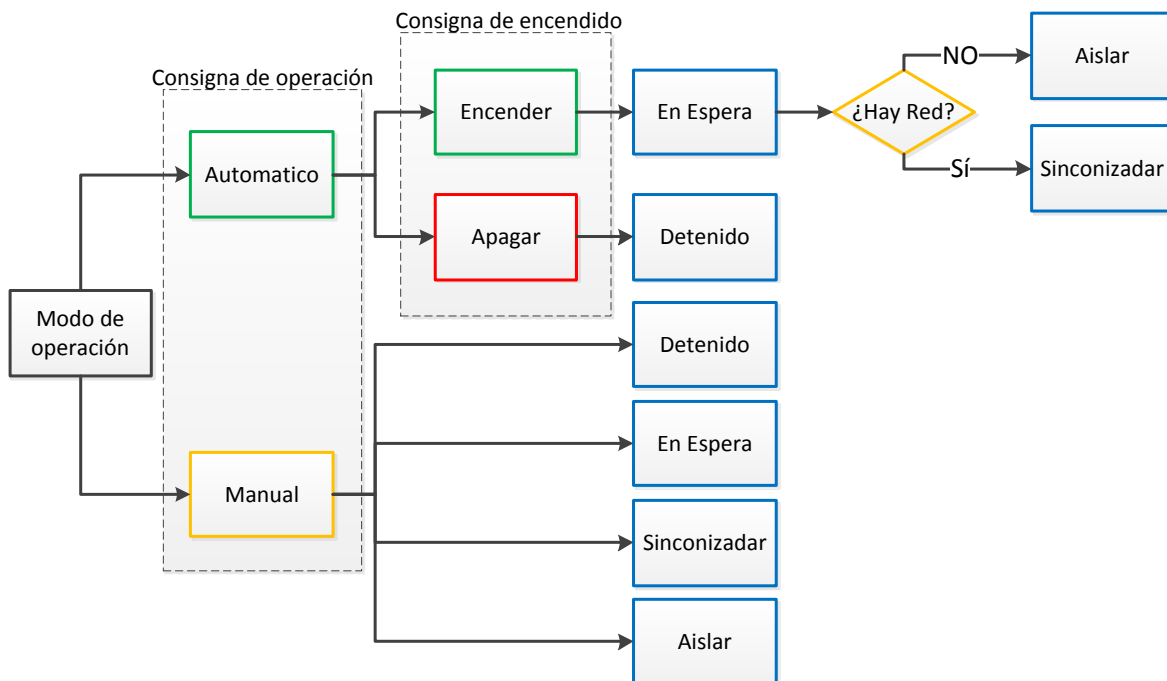 Consigna de encendido
Consigna de operación
NO
Aislar
Encender
En Espera
¿Hay Red?
Sí
Sinconizadar
Automatico
Apagar
Detenido
Modo de
operación
Detenido
En Espera
Manual
Sinconizadar
Aislar